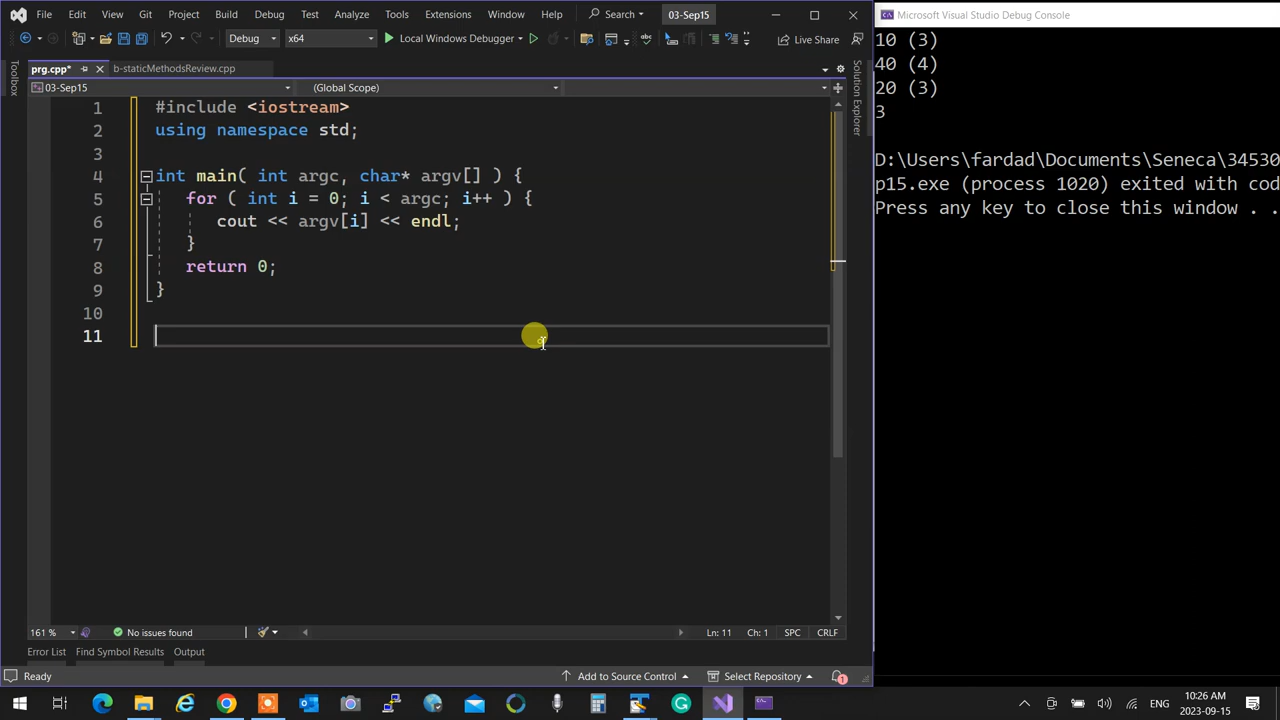 File Edit View Git Project Build Debug Test Analyze Tools Extensions Window Help Search 03-Sep15
Debug x64 Local Windows Debugger Live Share
prg.cpp* b-staticMethodsReview.cpp
03-Sep15 (Global Scope)
Toolbox
Solution Explorer
1 #include <iostream>
2 using namespace std;
3
4 int main( int argc, char* argv[] ) {
5 for ( int i = 0; i < argc; i++ ) {
6 cout << argv[i] << endl;
7 }
8 return 0;
9 }
10
11
161 % No issues found Ln: 11 Ch: 1 SPC CRLF
Error List Find Symbol Results Output
Ready Add to Source Control Select Repository 1
Microsoft Visual Studio Debug Console
10 (3)
40 (4)
20 (3)
3
D:\Users\fardad\Documents\Seneca\34530
p15.exe (process 1020) exited with cod
Press any key to close this window . .
ENG 10:26 AM
2023-09-15